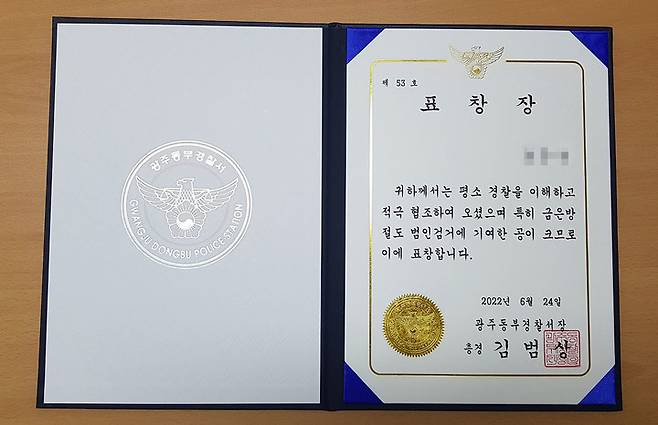 광주동부경찰서
GWANGJU DONGBU POLICE STATION
제 53 호
표 창 장
귀하께서는 평소 경찰을 이해하고
적극 협조하여 오셨으며 특히 금은방
절도 범인검거에 기여한 공이 크므로
이에 표창합니다.
2022년 6월 24일
광주동부경찰서장
총경 김 범 상